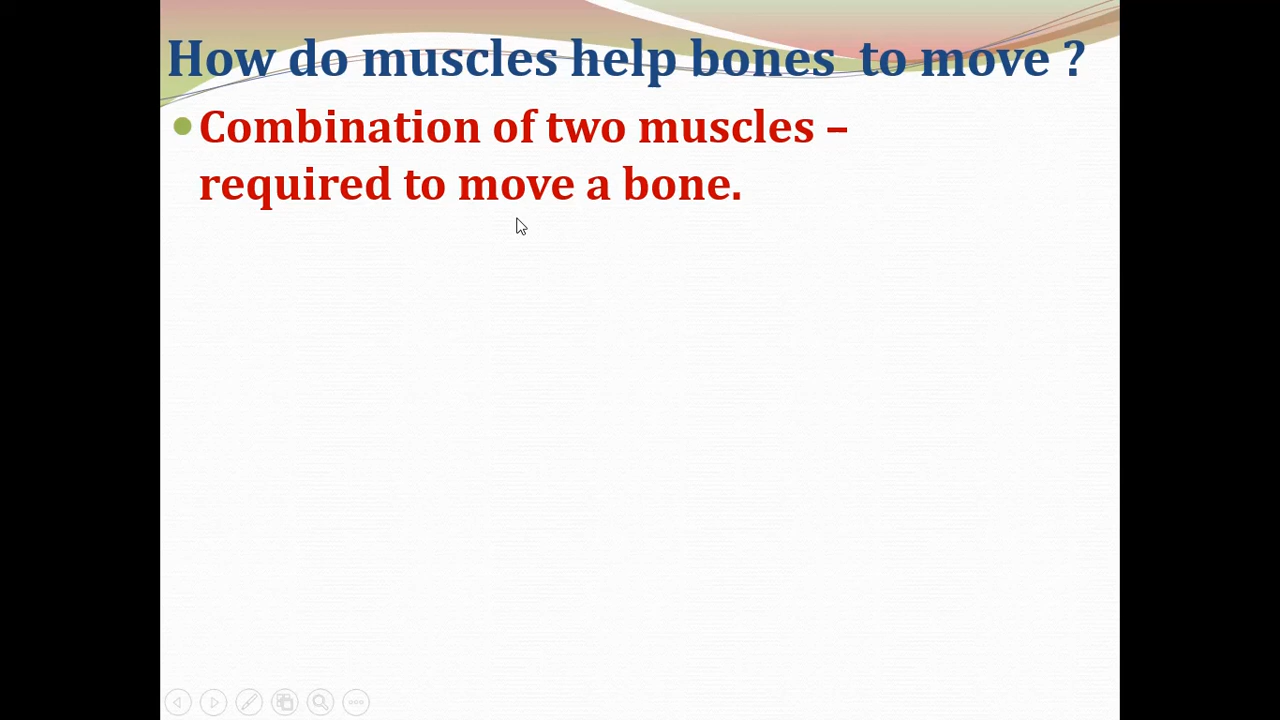 How do muscles help bones to move ?
Combination of two muscles –
required to move a bone.